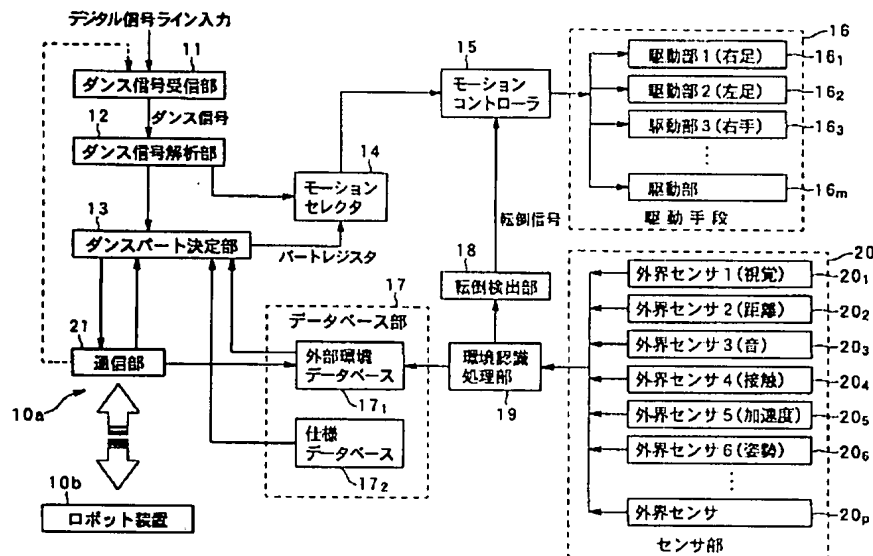 デジタル信号ライン入力
11
ダンス信号受信部
ダンス信号
12
ダンス信号解析部
13
ダンスパート決定部
パートレジスタ
14
モーション
セレクタ
15
モーション
コントローラ
転倒信号
18
転倒検出部
環境認識
処理部
19
16
駆動部1(右足)
16₁
駆動部2(左足)
16₂
駆動部3(右手)
16₃
駆動部
16m
駆動手段
17
データベース部
外部環境
データベース
17₁
仕様
データベース
17₂
21
通信部
10a
10b
ロボット装置
20
外界センサ1(視覚)
20₁
外界センサ2(距離)
20₂
外界センサ3(音)
20₃
外界センサ4(接触)
20₄
外界センサ5(加速度)
20₅
外界センサ6(姿勢)
20₆
外界センサ
20p
センサ部